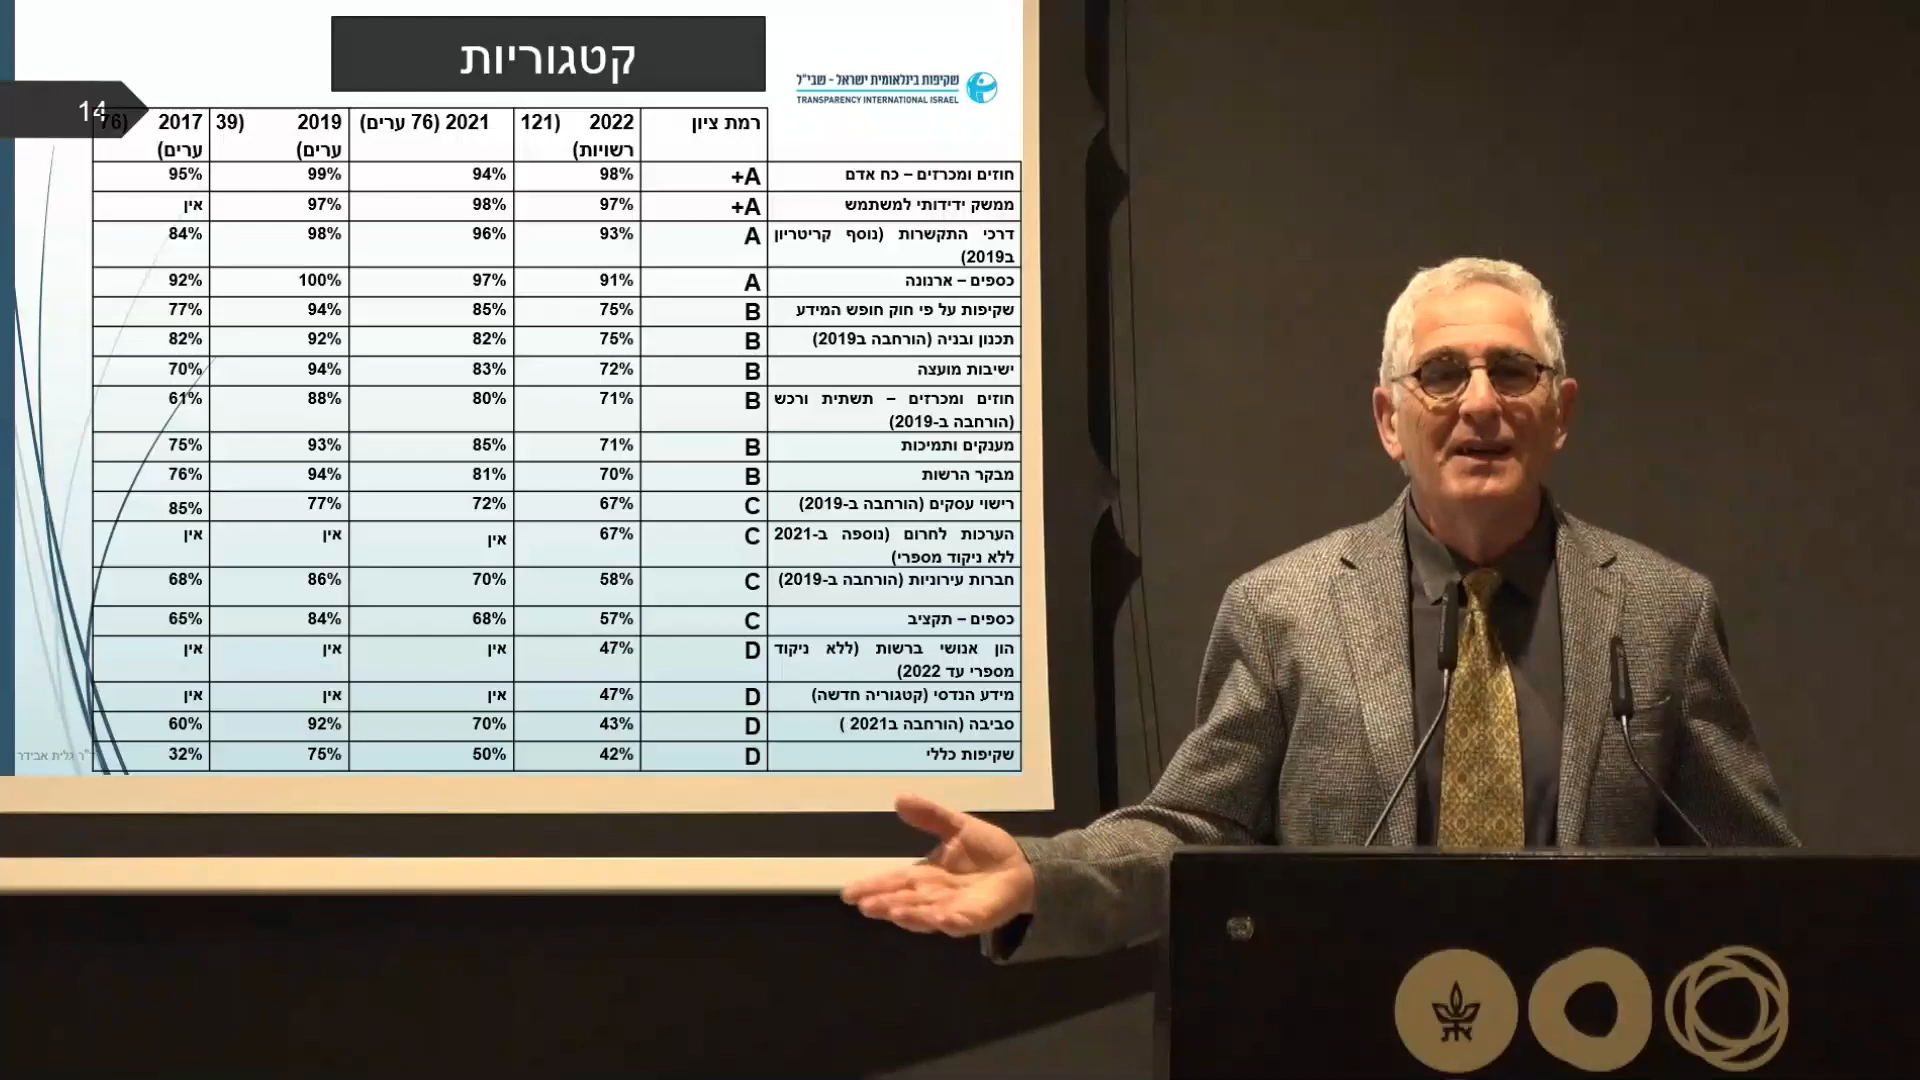 קטגוריות
שקיפות בינלאומית ישראל - שבי"ל
TRANSPARENCY INTERNATIONAL ISRAEL
14
רמת ציון 2022 (121 2021 (76 ערים) 2019 (39 2017 (76
רשויות) ערים) ערים)
חוזים ומכרזים – כח אדם A+ 98% 94% 99% 95%
ממשק ידידותי למשתמש A+ 97% 98% 97% אין
דרכי התקשרות (נוסף קריטריון A 93% 96% 98% 84%
ב2019)
כספים – ארנונה A 91% 97% 100% 92%
שקיפות על פי חוק חופש המידע B 75% 85% 94% 77%
תכנון ובניה (הורחבה ב2019) B 75% 82% 92% 82%
ישיבות מועצה B 72% 83% 94% 70%
חוזים ומכרזים – תשתית ורכש B 71% 80% 88% 61%
(הורחבה ב-2019)
מענקים ותמיכות B 71% 85% 93% 75%
מבקר הרשות B 70% 81% 94% 76%
רישוי עסקים (הורחבה ב-2019) C 67% 72% 77% 85%
הערכות לחרום (נוספה ב-2021 C 67% אין אין אין
ללא ניקוד מספרי)
חברות עירוניות (הורחבה ב-2019) C 58% 70% 86% 68%
כספים – תקציב C 57% 68% 84% 65%
הון אנושי ברשות (ללא ניקוד D 47% אין אין אין
מספרי עד 2022)
מידע הנדסי (קטגוריה חדשה) D 47% אין אין אין
סביבה (הורחבה ב2021 ) D 43% 70% 92% 60%
שקיפות כללי D 42% 50% 75% 32%
ד"ר גלית אבידר